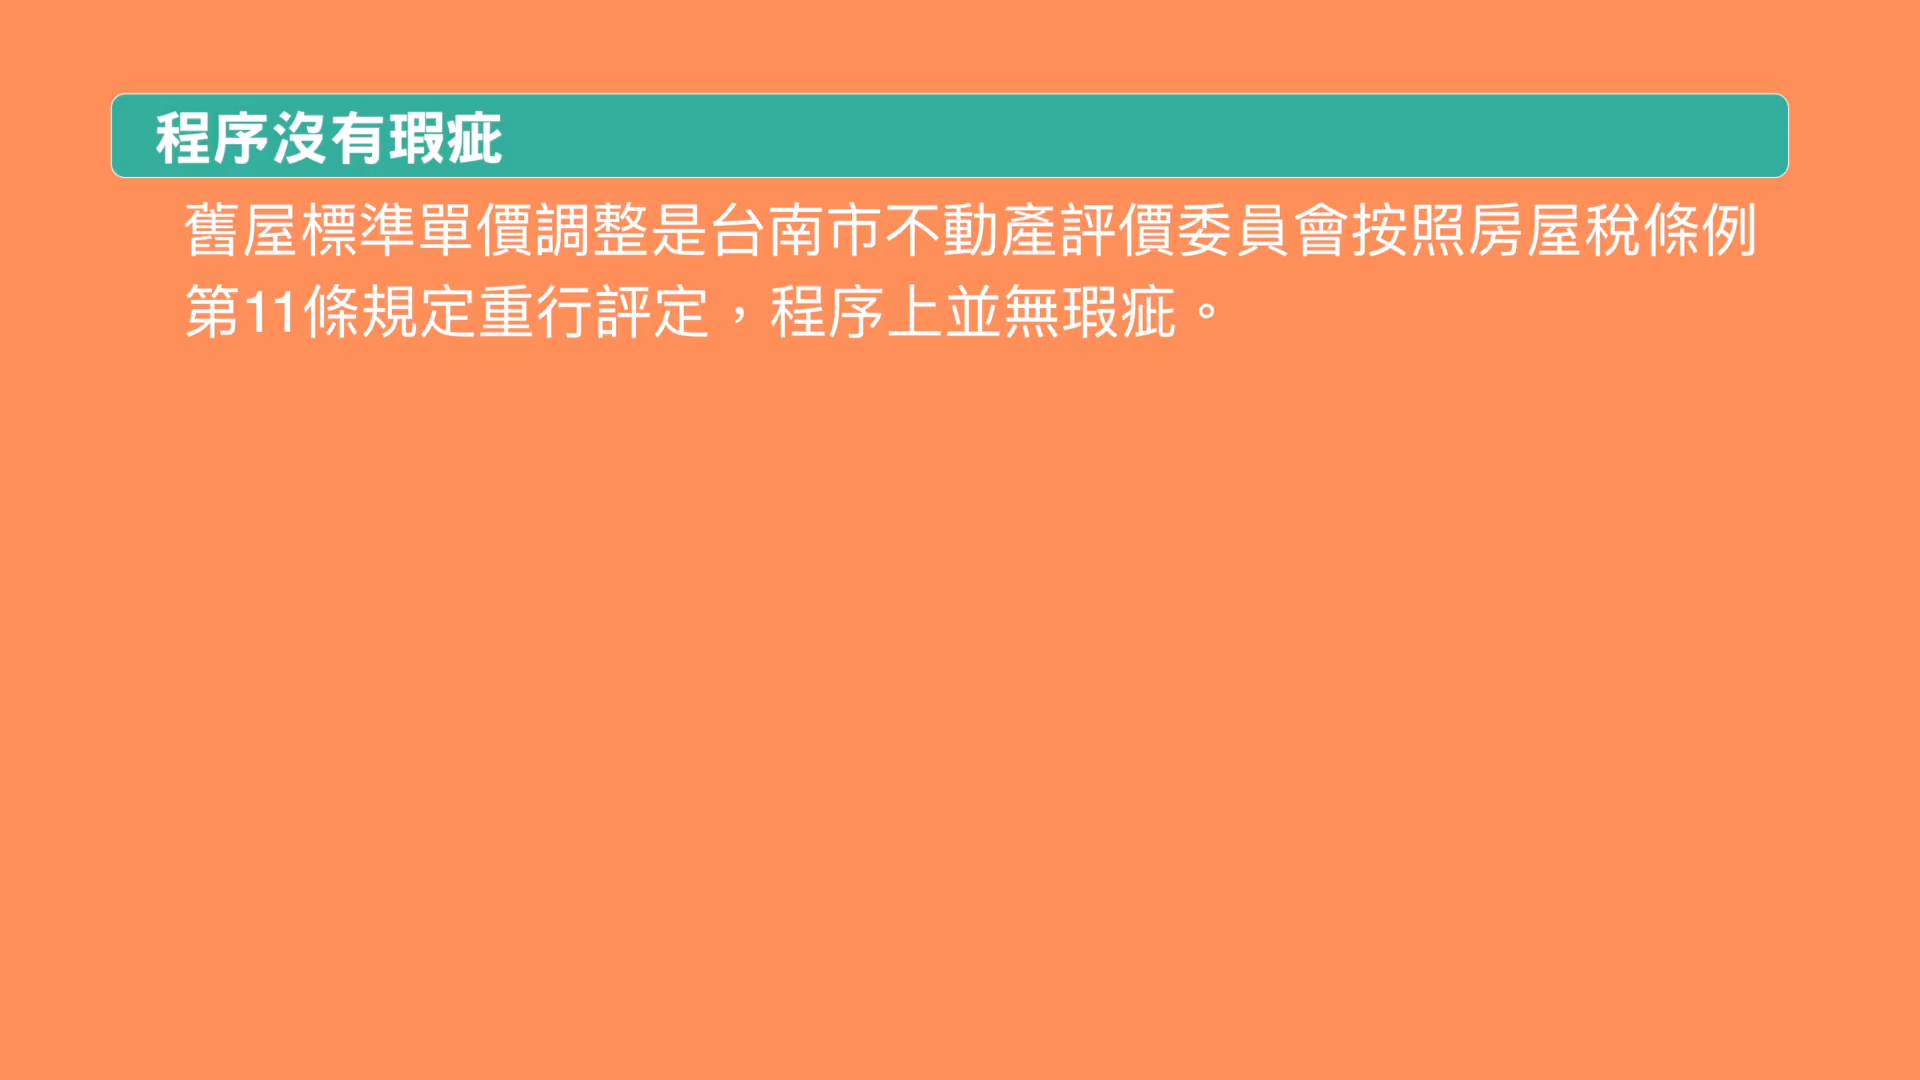 程序沒有瑕疵
舊屋標準單價調整是台南市不動產評價委員會按照房屋稅條例
第11條規定重行評定，程序上並無瑕疵。